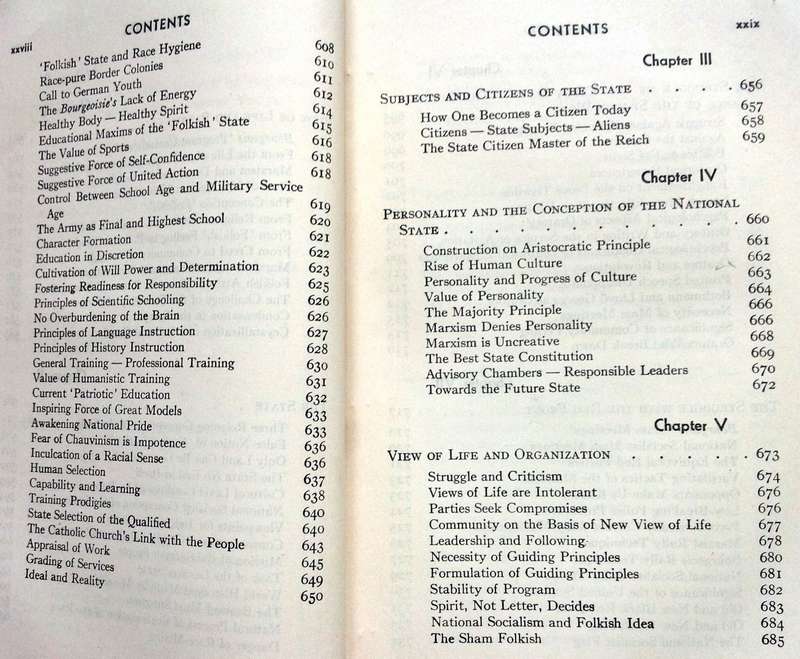 xxviii CONTENTS
'Folkish' State and Race Hygiene 608
Race-pure Border Colonies 610
Call to German Youth 611
The Bourgeoisie's Lack of Energy 612
Healthy Body — Healthy Spirit 614
Educational Maxims of the 'Folkish' State 615
The Value of Sports 616
Suggestive Force of Self-Confidence 618
Suggestive Force of United Action 618
Control Between School Age and Military Service
Age 619
The Army as Final and Highest School 620
Character Formation 621
Education in Discretion 622
Cultivation of Will Power and Determination 623
Fostering Readiness for Responsibility 625
Principles of Scientific Schooling 626
No Overburdening of the Brain 626
Principles of Language Instruction 627
Principles of History Instruction 628
General Training — Professional Training 630
Value of Humanistic Training 631
Current 'Patriotic' Education 632
Inspiring Force of Great Models 633
Awakening National Pride 633
Fear of Chauvinism is Impotence 636
Inculcation of a Racial Sense 636
Human Selection 637
Capability and Learning 638
Training Prodigies 640
State Selection of the Qualified 640
The Catholic Church's Link with the People 643
Appraisal of Work 645
Grading of Services 649
Ideal and Reality 650
CONTENTS xxix
Chapter III
SUBJECTS AND CITIZENS OF THE STATE . . . . 656
How One Becomes a Citizen Today 657
Citizens — State Subjects — Aliens 658
The State Citizen Master of the Reich 659
Chapter IV
PERSONALITY AND THE CONCEPTION OF THE NATIONAL
STATE . . . . . . . . . . . 660
Construction on Aristocratic Principle 661
Rise of Human Culture 662
Personality and Progress of Culture 663
Value of Personality 664
The Majority Principle 666
Marxism Denies Personality 666
Marxism is Uncreative 668
The Best State Constitution 669
Advisory Chambers — Responsible Leaders 670
Towards the Future State 672
Chapter V
VIEW OF LIFE AND ORGANIZATION . . . . . 673
Struggle and Criticism 674
Views of Life are Intolerant 676
Parties Seek Compromises 676
Community on the Basis of New View of Life 677
Leadership and Following 678
Necessity of Guiding Principles 680
Formulation of Guiding Principles 681
Stability of Program 682
Spirit, Not Letter, Decides 683
National Socialism and Folkish Idea 684
The Sham Folkish 685